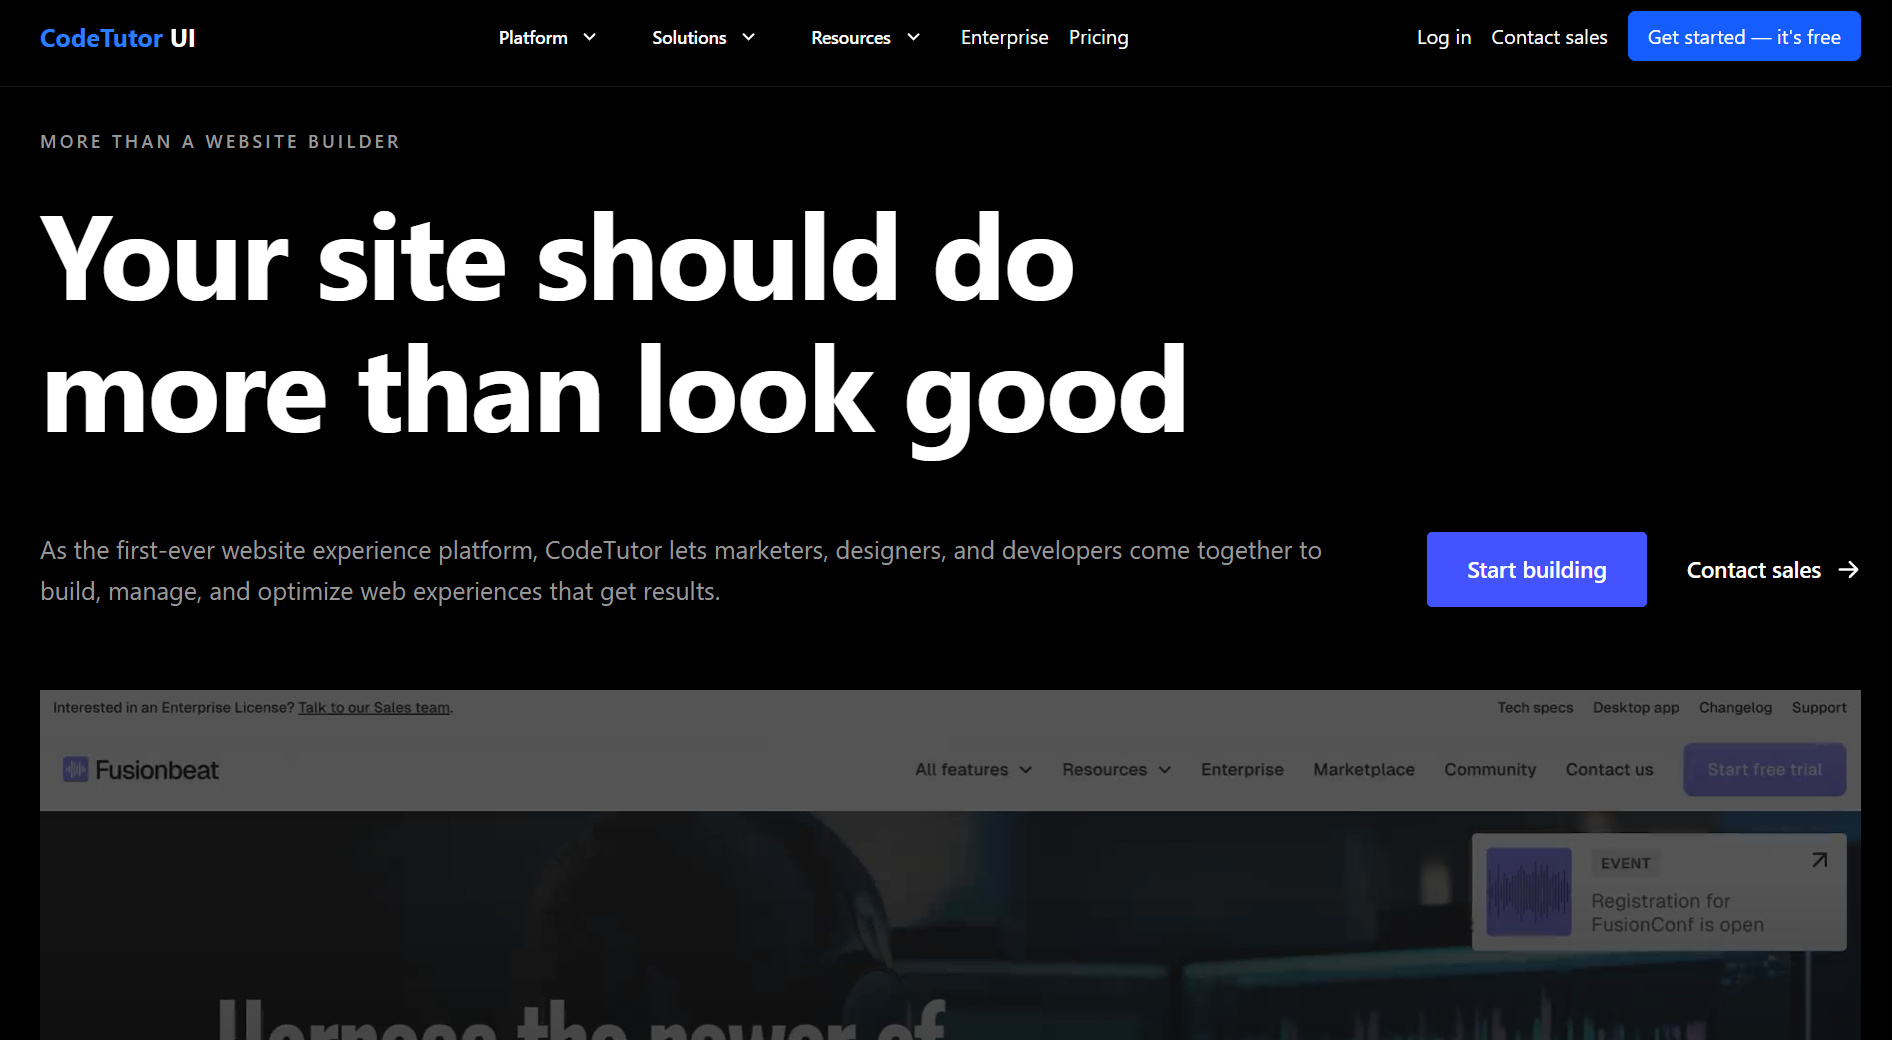 CodeTutor UI
Platform
Solutions
Resources
Enterprise
Pricing
Log in
Contact sales
Get started — it's free
MORE THAN A WEBSITE BUILDER
Your site should do
more than look good
As the first-ever website experience platform, CodeTutor lets marketers, designers, and developers come together to
build, manage, and optimize web experiences that get results.
Start building
Contact sales →
Interested in an Enterprise License? Talk to our Sales team.
Tech specs
Desktop app
Changelog
Support
Fusionbeat
All features
Resources
Enterprise
Marketplace
Community
Contact us
Start free trial
EVENT
Registration for
FusionConf is open
Harness the power of